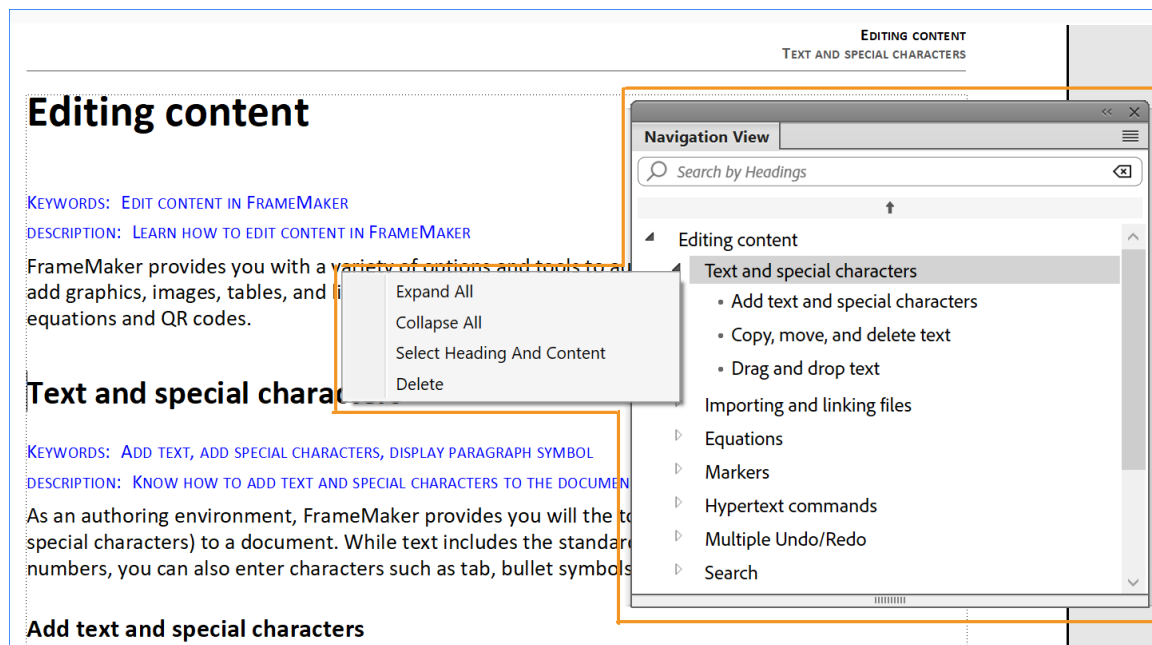 EDITING CONTENT
TEXT AND SPECIAL CHARACTERS
Editing content
KEYWORDS: EDIT CONTENT IN FRAMEMAKER
DESCRIPTION: LEARN HOW TO EDIT CONTENT IN FRAMEMAKER
FrameMaker provides you with a variety of options and tools to
add graphics, images, tables, and
equations and QR codes.
Text and special
KEYWORDS: ADD TEXT, ADD SPECIAL CHARACTERS, DISPLAY PARAGRAPH SYMBOL
DESCRIPTION: KNOW HOW TO ADD TEXT AND SPECIAL CHARACTERS TO THE
As an authoring environment, FrameMaker provides you will the
special characters) to a document. While text includes the
numbers, you can also enter characters such as tab, bullet symbols
Add text and special characters
Expand All
Collapse All
Select Heading And Content
Delete
Navigation View
Search by Headings
Editing content
Text and special characters
• Add text and special characters
• Copy, move, and delete text
• Drag and drop text
Importing and linking files
Equations
Markers
Hypertext commands
Multiple Undo/Redo
Search